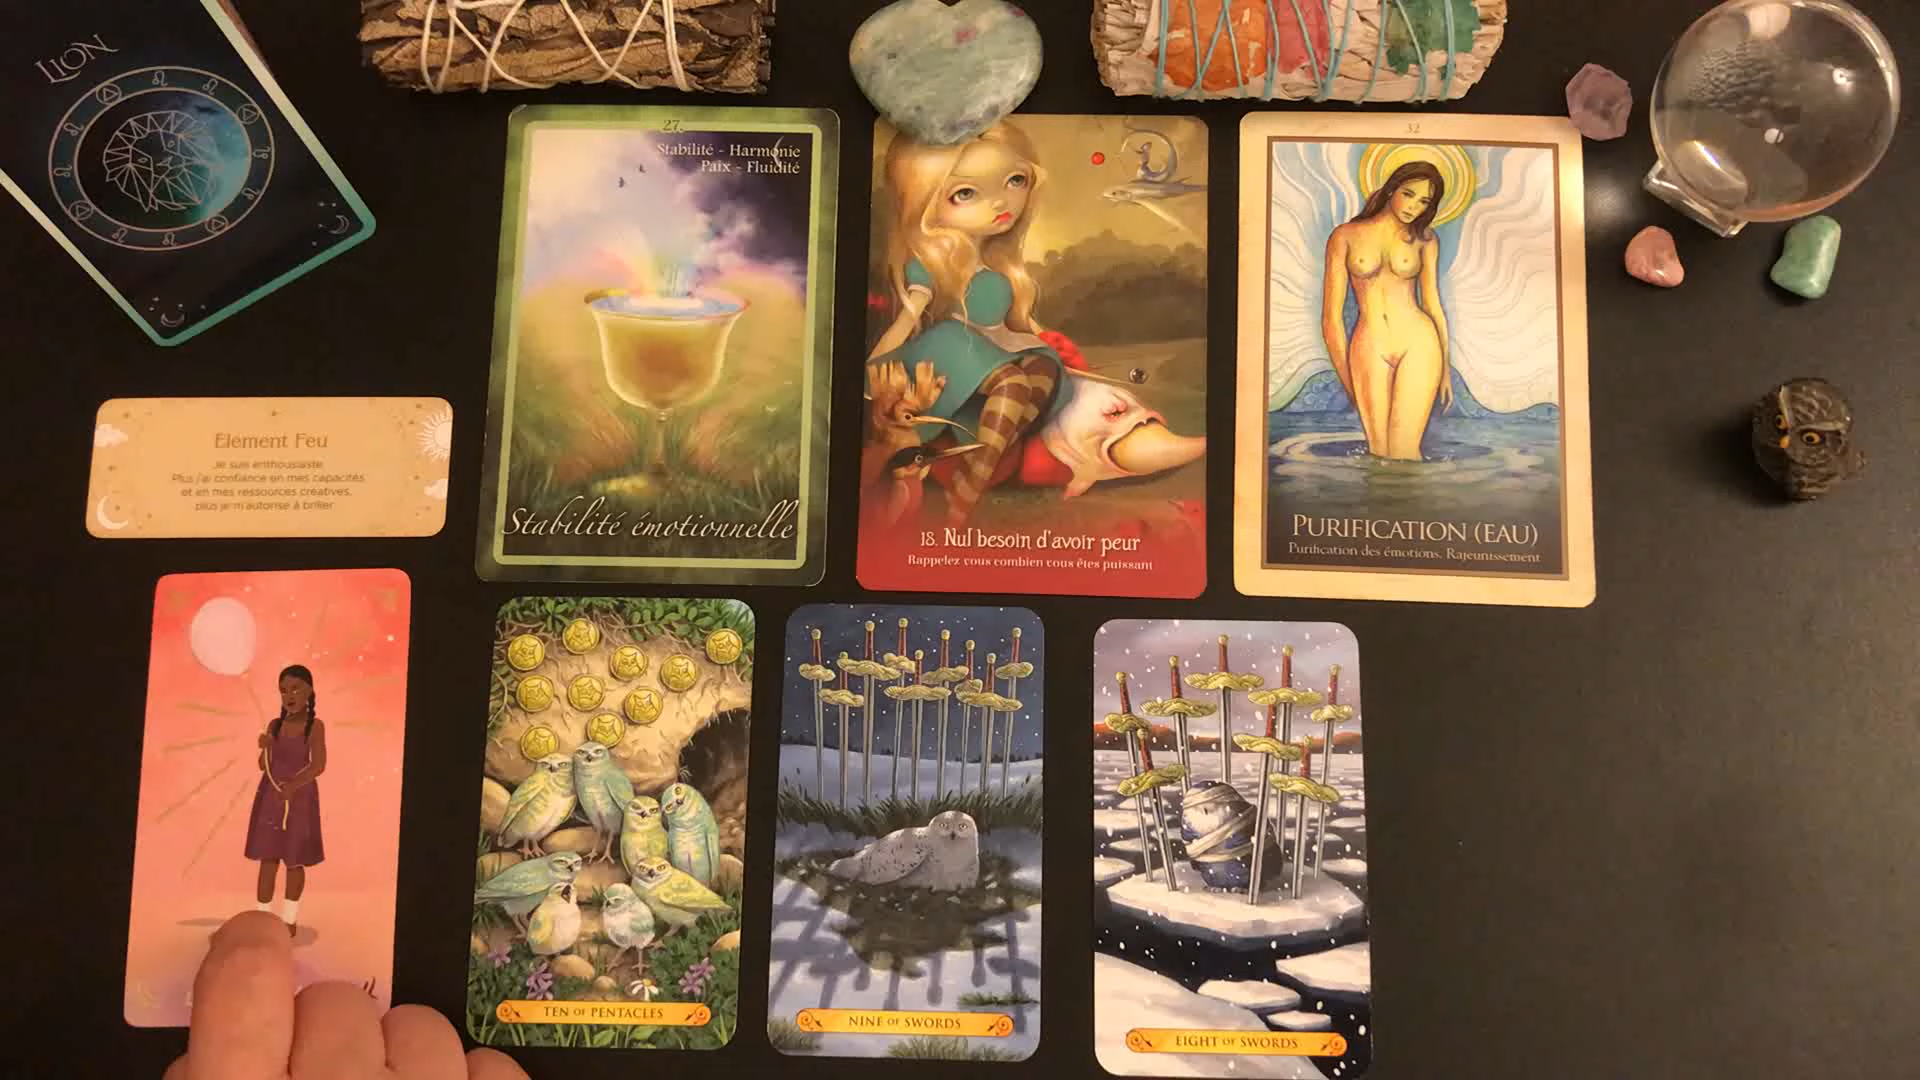 LION
27.
Stabilité - Harmonie
Paix - Fluidité
Stabilité émotionnelle
18. Nul besoin d'avoir peur
Rappelez vous combien vous êtes puissant
32
PURIFICATION (EAU)
Purification des émotions. Rajeunissement
Element Feu
Je suis enthousiaste.
Plus j'ai confiance en mes capacités
et en mes ressources créatives,
plus je m'autorise à briller
TEN OF PENTACLES
NINE OF SWORDS
EIGHT OF SWORDS